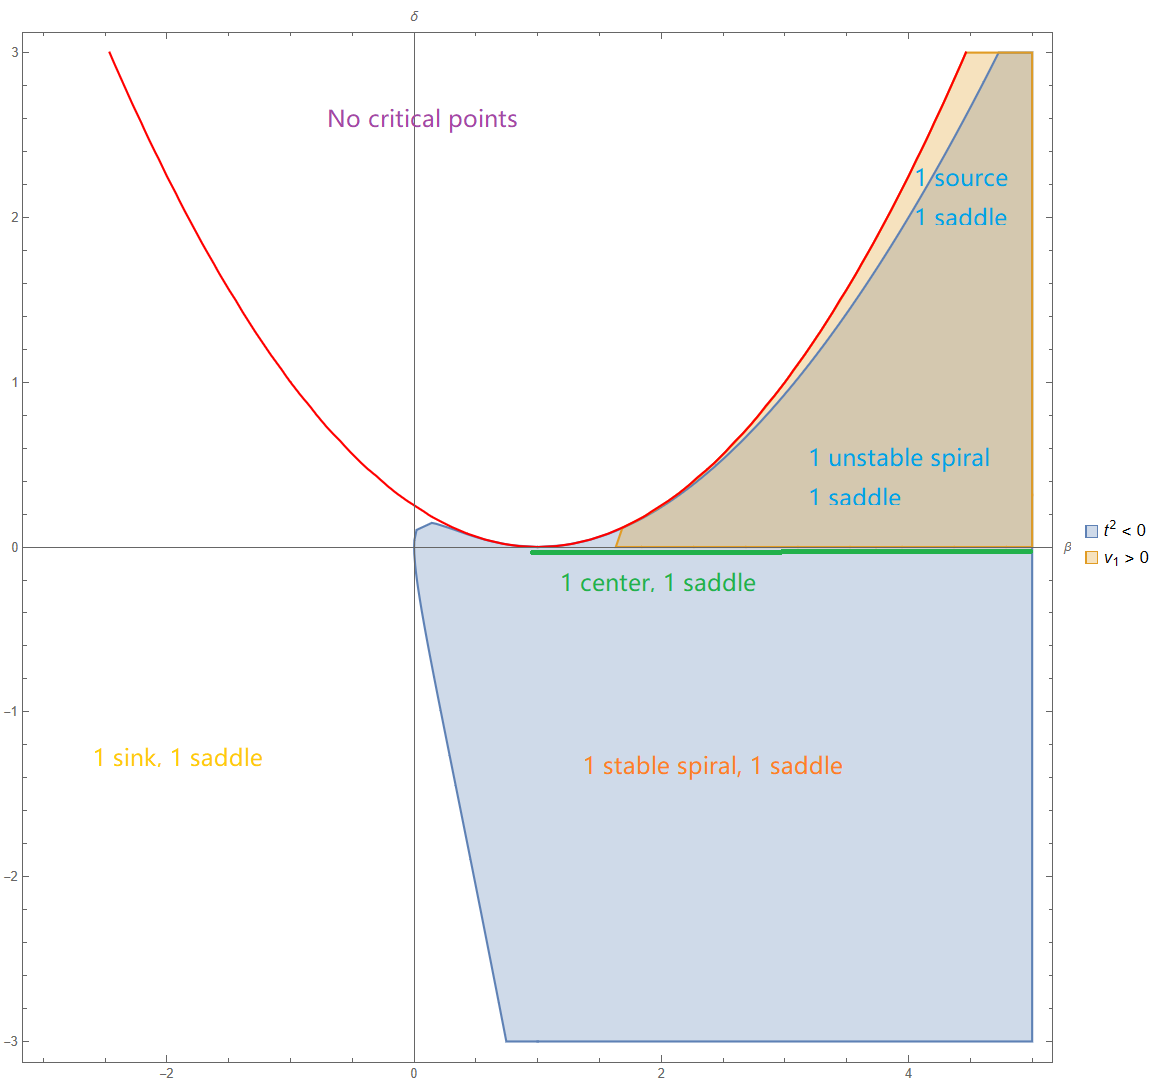 δ
3
No critical points
1 source
2
1 saddle
1
1 unstable spiral
1 saddle
t² < 0
0
β
v₁ > 0
1 center, 1 saddle
−1
1 sink, 1 saddle
1 stable spiral, 1 saddle
−2
−3
−2 0 2 4